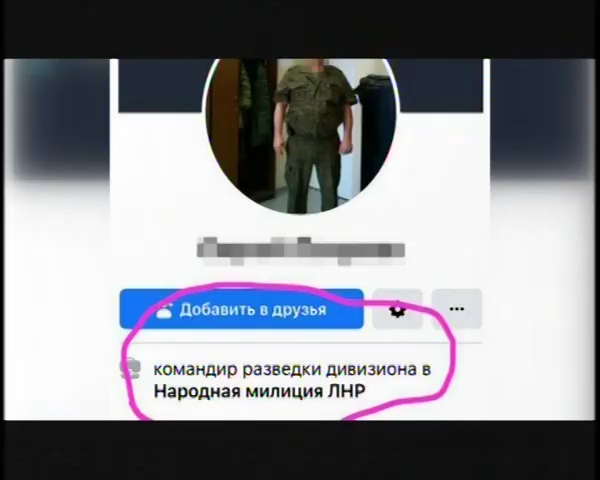 Добавить в друзья
командир разведки дивизиона в
Народная милиция ЛНР